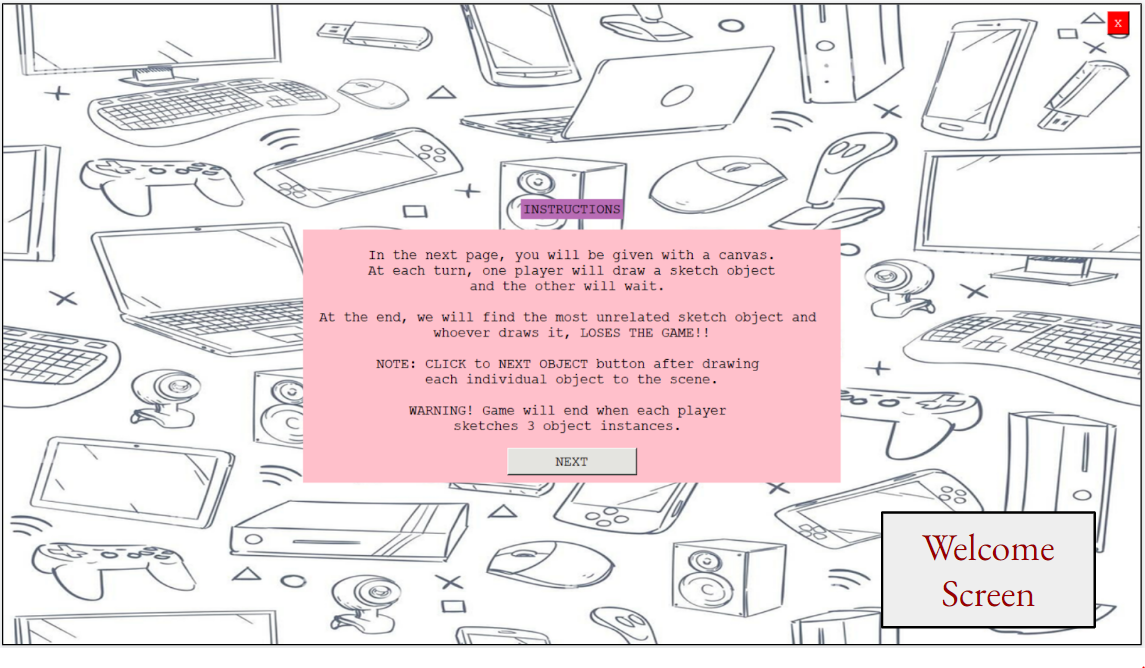 X
INSTRUCTIONS
In the next page, you will be given with a canvas.
At each turn, one player will draw a sketch object
and the other will wait.
At the end, we will find the most unrelated sketch object and
whoever draws it, LOSES THE GAME!!
NOTE: CLICK to NEXT OBJECT button after drawing
each individual object to the scene.
WARNING! Game will end when each player
sketches 3 object instances.
NEXT
Welcome
Screen